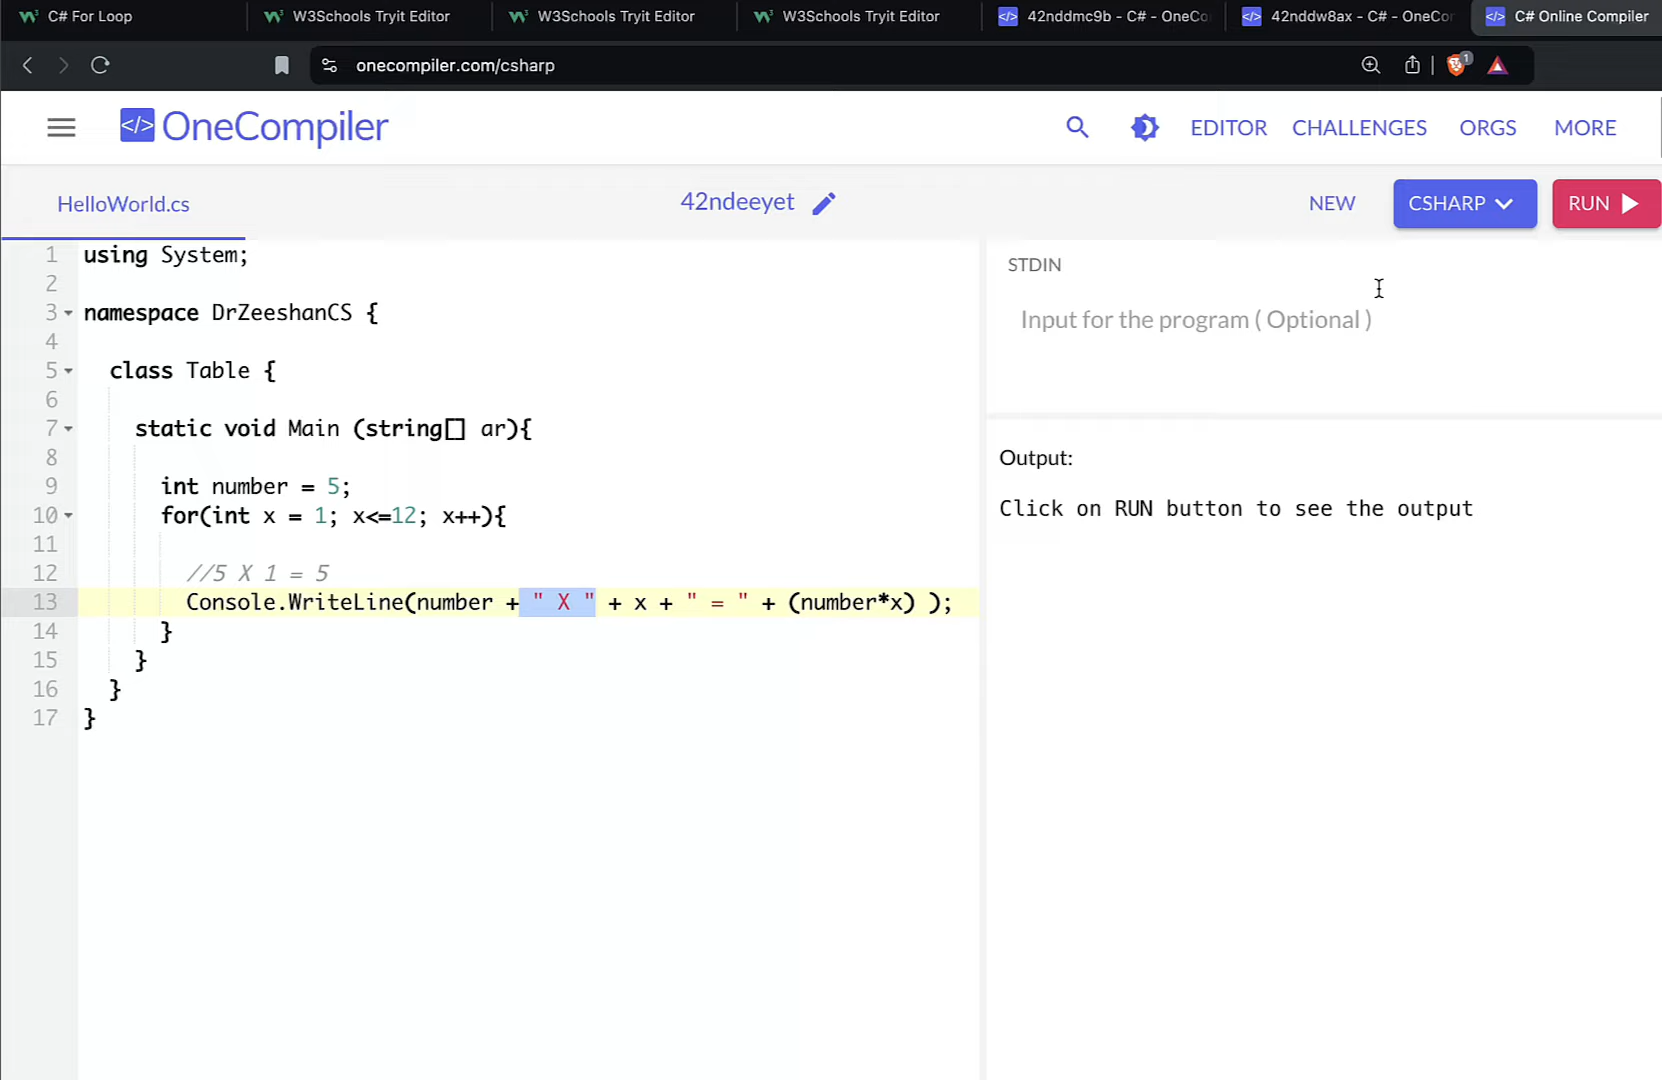 C# For Loop
W3Schools Tryit Editor
W3Schools Tryit Editor
W3Schools Tryit Editor
</> 42nddmc9b - C# - OneCo
</> 42nddw8ax - C# - OneCor
</> C# Online Compiler
onecompiler.com/csharp
1
</> OneCompiler
EDITOR CHALLENGES ORGS MORE
HelloWorld.cs
42ndeeyet
NEW
CSHARP
RUN
1 using System;
2
3 namespace DrZeeshanCS {
4
5 class Table {
6
7 static void Main (string[] ar){
8
9 int number = 5;
10 for(int x = 1; x<=12; x++){
11
12 //5 X 1 = 5
13 Console.WriteLine(number + " X " + x + " = " + (number*x) );
14 }
15 }
16 }
17 }
STDIN
Input for the program ( Optional )
Output:
Click on RUN button to see the output